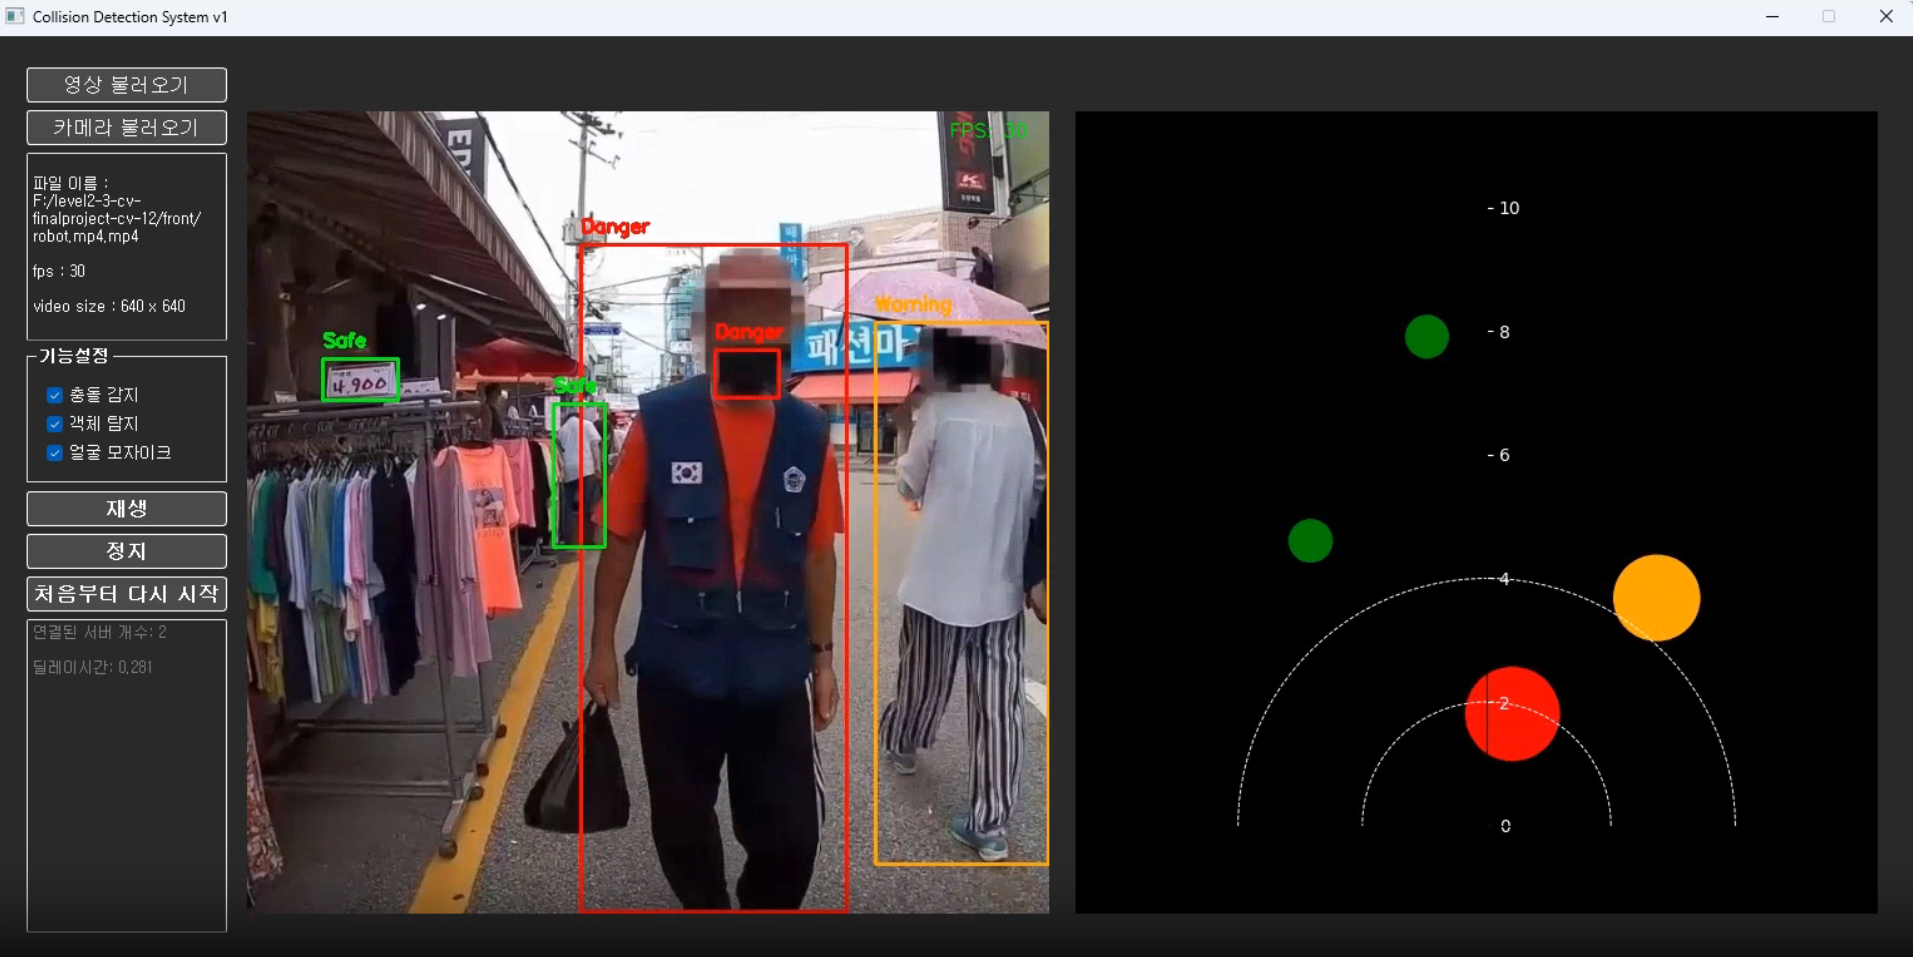 Collision Detection System v1
영상 불러오기
카메라 불러오기
파일 이름 :
F:/level2-3-cv-
finalproject-cv-12/front/
robot.mp4.mp4
fps : 30
video size : 640 x 640
기능설정
충돌 감지
객체 탐지
얼굴 모자이크
재생
정지
처음부터 다시 시작
연결된 서버 개수: 2
딜레이시간: 0.281
FPS: 30
Danger
Warning
Danger
Safe
Safe
4,900
패션마
K
- 10
- 8
- 6
4
2
0